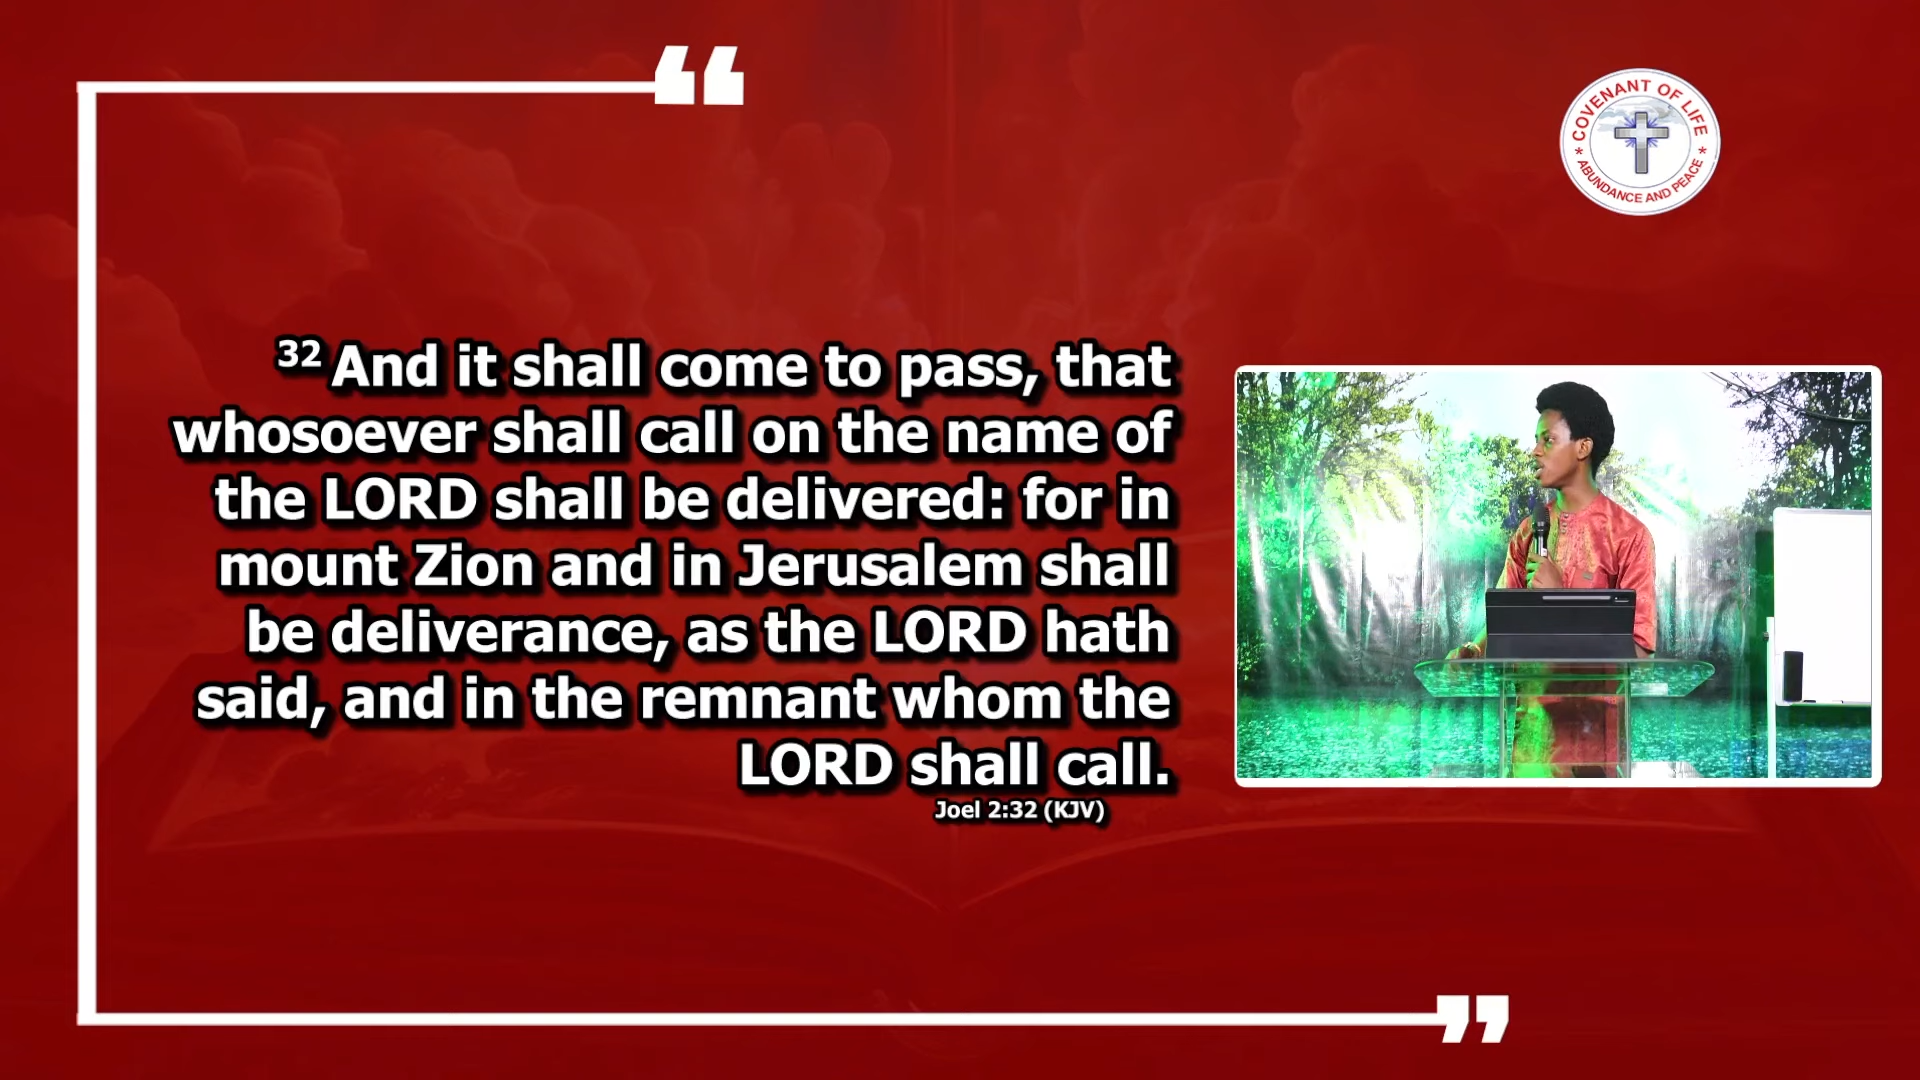 COVENANT OF LIFE
* ABUNDANCE AND PEACE *
32 And it shall come to pass, that
whosoever shall call on the name of
the LORD shall be delivered: for in
mount Zion and in Jerusalem shall
be deliverance, as the LORD hath
said, and in the remnant whom the
LORD shall call.
Joel 2:32 (KJV)